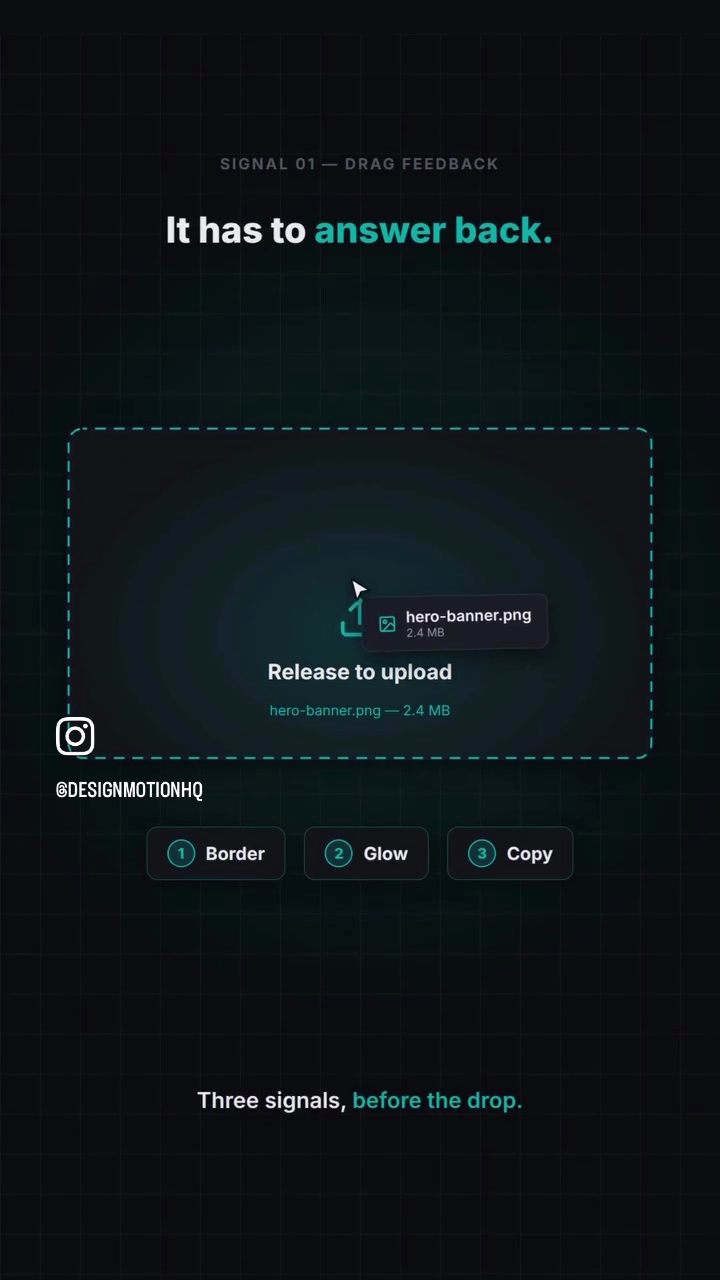 SIGNAL 01 — DRAG FEEDBACK
It has to answer back.
hero-banner.png
2.4 MB
Release to upload
hero-banner.png — 2.4 MB
@DESIGNMOTIONHQ
1 Border
2 Glow
3 Copy
Three signals, before the drop.